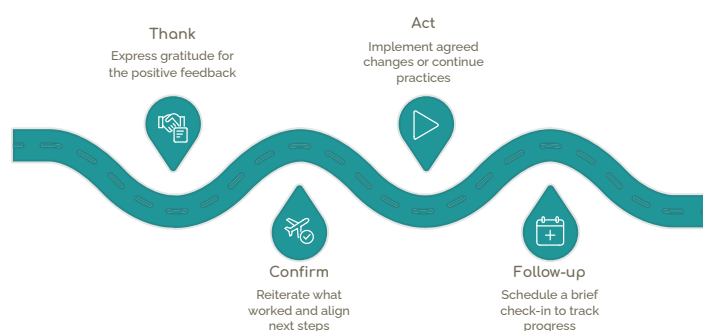 Thank
Express gratitude for
the positive feedback
Confirm
Reiterate what
worked and align
next steps
Act
Implement agreed
changes or continue
practices
Follow-up
Schedule a brief
check-in to track
progress